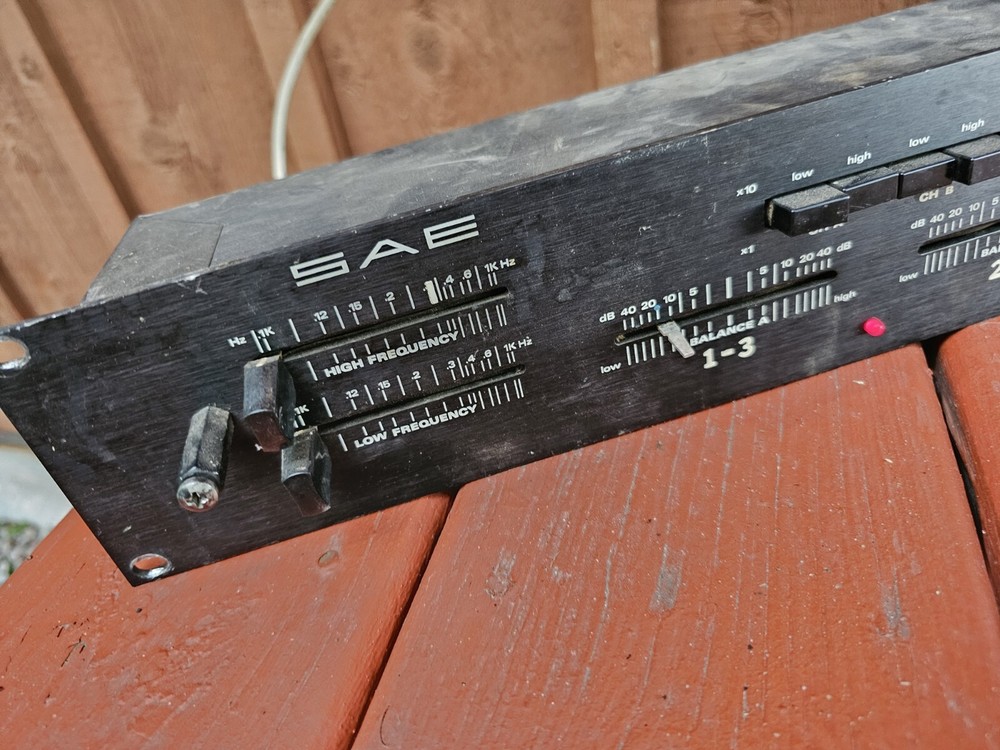 SAE
Hz .1K .12 .15 .2 .4 .6 1K Hz
HIGH FREQUENCY
.1K .12 .15 .2 .3 .4 .6 1K Hz
LOW FREQUENCY
x10 low high low high
CH B
x1
dB 40 20 10 5 5 10 20 40 dB
low BALANCE A high
1-3
dB 40 20 10 5
low